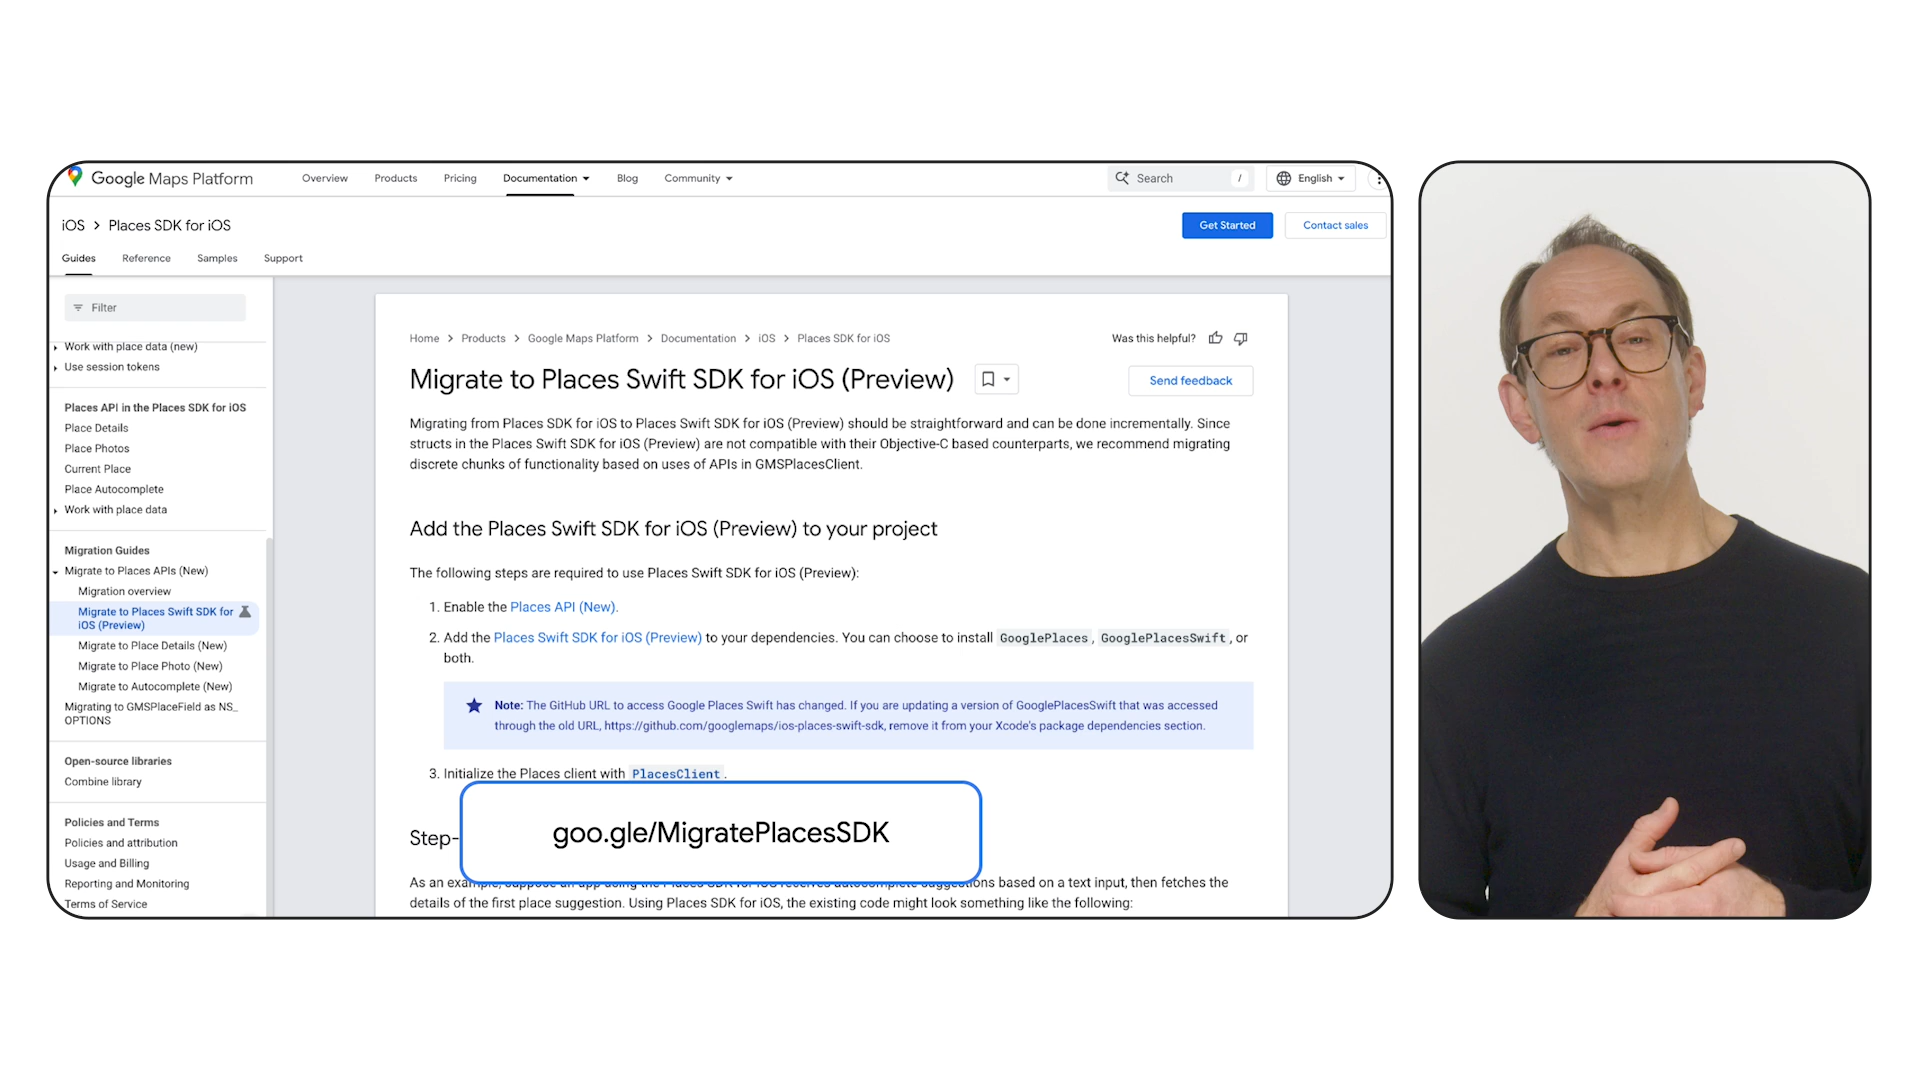 Google Maps Platform
Overview
Products
Pricing
Documentation
Blog
Community
Search
/
English
iOS > Places SDK for iOS
Get Started
Contact sales
Guides
Reference
Samples
Support
Filter
Work with place data (new)
Use session tokens
Places API in the Places SDK for iOS
Place Details
Place Photos
Current Place
Place Autocomplete
Work with place data
Migration Guides
Migrate to Places APIs (New)
Migration overview
Migrate to Places Swift SDK for
iOS (Preview)
Migrate to Place Details (New)
Migrate to Place Photo (New)
Migrate to Autocomplete (New)
Migrating to GMSPlaceField as NS_
OPTIONS
Open-source libraries
Combine library
Policies and Terms
Policies and attribution
Usage and Billing
Reporting and Monitoring
Terms of Service
Home > Products > Google Maps Platform > Documentation > iOS > Places SDK for iOS
Was this helpful?
Migrate to Places Swift SDK for iOS (Preview)
Send feedback
Migrating from Places SDK for iOS to Places Swift SDK for iOS (Preview) should be straightforward and can be done incrementally. Since
structs in the Places Swift SDK for iOS (Preview) are not compatible with their Objective-C based counterparts, we recommend migrating
discrete chunks of functionality based on uses of APIs in GMSPlacesClient.
Add the Places Swift SDK for iOS (Preview) to your project
The following steps are required to use Places Swift SDK for iOS (Preview):
1. Enable the Places API (New).
2. Add the Places Swift SDK for iOS (Preview) to your dependencies. You can choose to install GooglePlaces, GooglePlacesSwift, or
both.
Note: The GitHub URL to access Google Places Swift has changed. If you are updating a version of GooglePlacesSwift that was accessed
through the old URL, https://github.com/googlemaps/ios-places-swift-sdk, remove it from your Xcode's package dependencies section.
3. Initialize the Places client with PlacesClient.
Step-
goo.gle/MigratePlacesSDK
As an example, suppose an app using the Places SDK for iOS receives autocomplete suggestions based on a text input, then fetches the
details of the first place suggestion. Using Places SDK for iOS, the existing code might look something like the following: